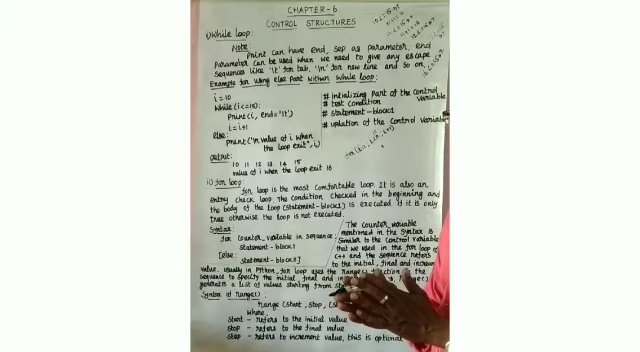 CHAPTER-6
CONTROL STRUCTURES
i) While loop:
Note:
Print can have end, sep as parameter, end
Parameter can be used when we need to give any escape
sequences like '\t' for tab, '\n' for new line and so on.
Example for using else part within while loop:
i = 10
while (i<=15):
print(i, end='\t')
i = i+1
else:
print("\n value of i when
the loop exit", i)
# intializing part of the control
variable
# test condition
# statement-block1
# updation of the control variable
output:
10 11 12 13 14 15
value of i when the loop exit 16
ii) for loop
for loop is the most comfortable loop. It is also an
entry check loop. The condition checked in the beginning and
the body of the loop (statement-block1) is executed if it is only
true otherwise the loop is not executed.
Syntax:
for counter_variable in sequence:
statement-block1
[else:
statement-block2]
The counter_variable
mentioned in the syntax is
similar to the control variable
that we used in the for loop of
C++ and the sequence refers
to the initial, final and increment
value. usually in Python, for loop uses the range() function in the
sequence to specify the initial, final and
generates a list of values starting from
Syntax of range()
range (start, stop,
where
start - refers to the initial value
stop - refers to the final value
step - refers to increment value, this is optional